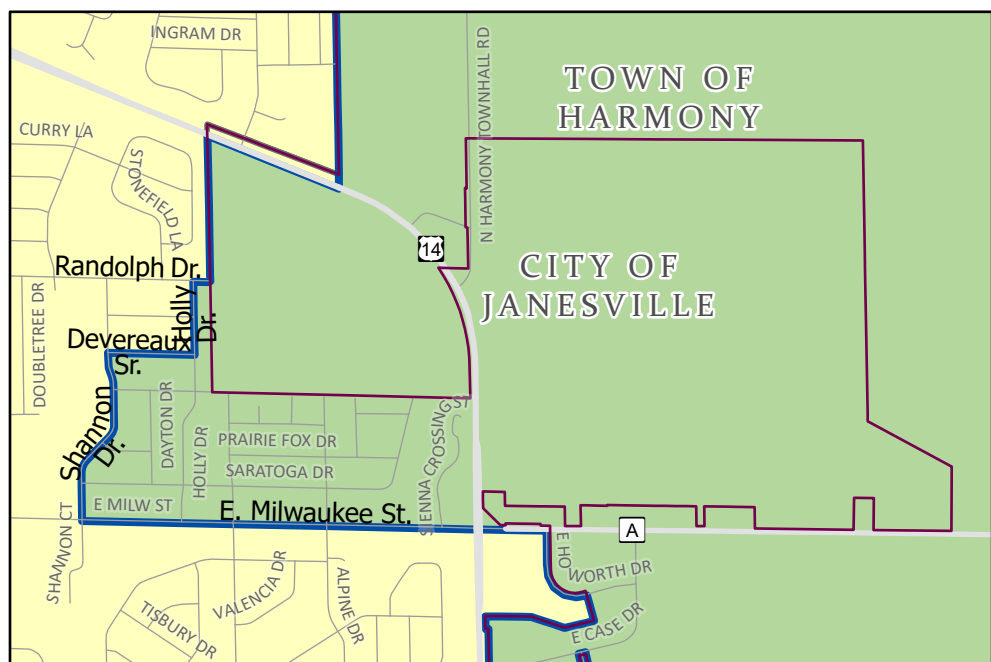 INGRAM DR
TOWN OF
HARMONY
N HARMONY TOWNHALL RD
CURRY LA
STONEFIELD LA
14
CITY OF
JANESVILLE
Randolph Dr.
Holly
Dr.
DOUBLETREE DR
Devereaux
Sr.
Shannon
Dr.
DAYTON DR
HOLLY DR
PRAIRIE FOX DR
SARATOGA DR
SIENNA CROSSING ST
E MILW ST
E. Milwaukee St.
A
SHANNON CT
E HO
WORTH DR
VALENCIA DR
ALPINE DR
TISBURY DR
E CASE DR